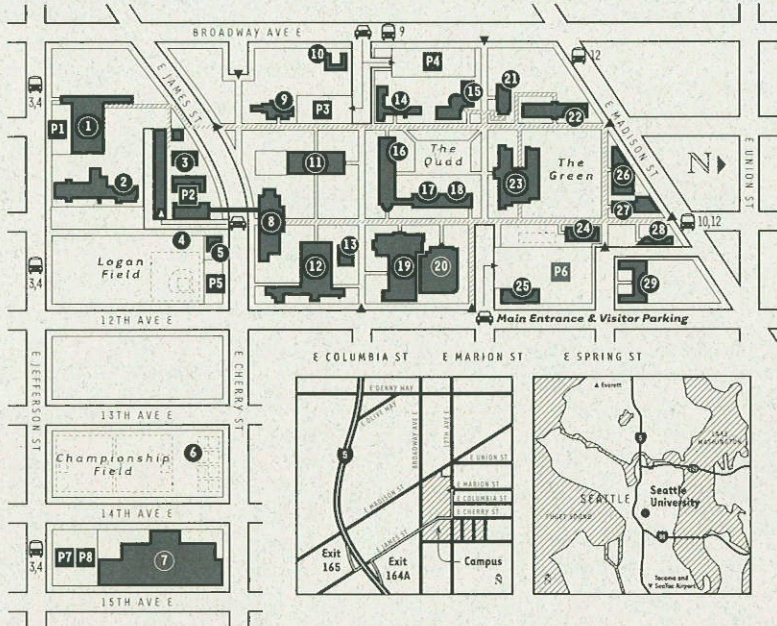 BROADWAY AVE E
9
12
E JAMES ST
10
P4
21
15
3,4
9
P3
14
22
E MADISON ST
P1
1
E UNION ST
3
11
16
The
Quad
The
Green
N
2
P2
17
18
23
26
27
8
10,12
4
5
13
24
28
Logan
Field
12
19
20
P6
3,4
P5
25
29
12TH AVE E
Main Entrance & Visitor Parking
E COLUMBIA ST
E MARION ST
E SPRING ST
E JEFFERSON ST
E CHERRY ST
13TH AVE E
Championship
Field
6
14TH AVE E
P7
P8
7
3,4
15TH AVE E
E DENNY WAY
E OLIVE WAY
BROADWAY AVE E
12TH AVE E
5
E UNION ST
E MADISON ST
E MARION ST
E COLUMBIA ST
E CHERRY ST
E JAMES ST
Exit
165
Exit
164A
Campus
Everett
5
LAKE
WASHINGTON
SEATTLE
Seattle
University
PUGET SOUND
90
Tacoma and
SeaTac Airport